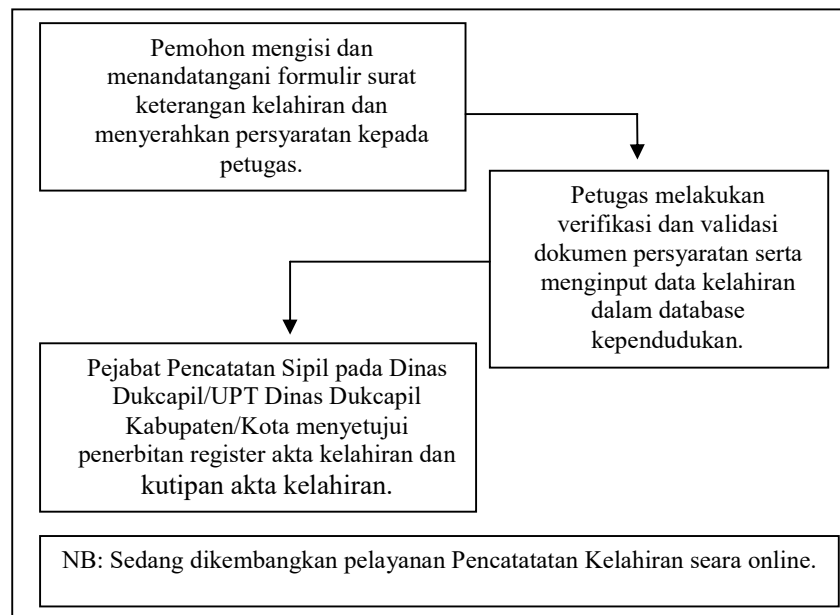 Pemohon mengisi dan
menandatangani formulir surat
keterangan kelahiran dan
menyerahkan persyaratan kepada
petugas.
Petugas melakukan
verifikasi dan validasi
dokumen persyaratan serta
menginput data kelahiran
dalam database
kependudukan.
Pejabat Pencatatan Sipil pada Dinas
Dukcapil/UPT Dinas Dukcapil
Kabupaten/Kota menyetujui
penerbitan register akta kelahiran dan
kutipan akta kelahiran.
NB: Sedang dikembangkan pelayanan Pencatatatan Kelahiran seara online.